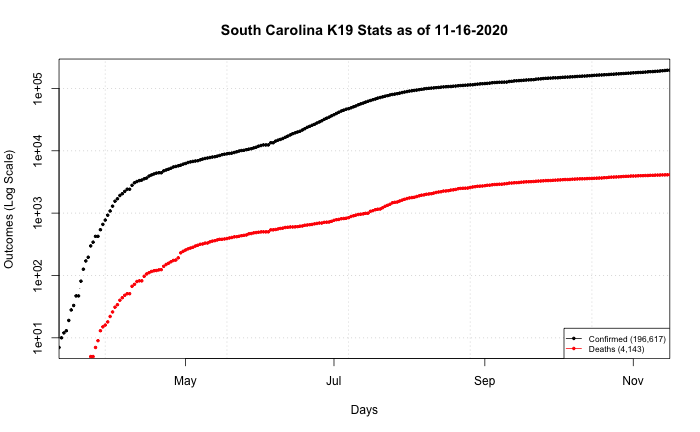 South Carolina K19 Stats as of 11-16-2020
Outcomes (Log Scale)
1e+05
1e+04
1e+03
1e+02
1e+01
Confirmed (196,617)
Deaths (4,143)
May
Jul
Sep
Nov
Days